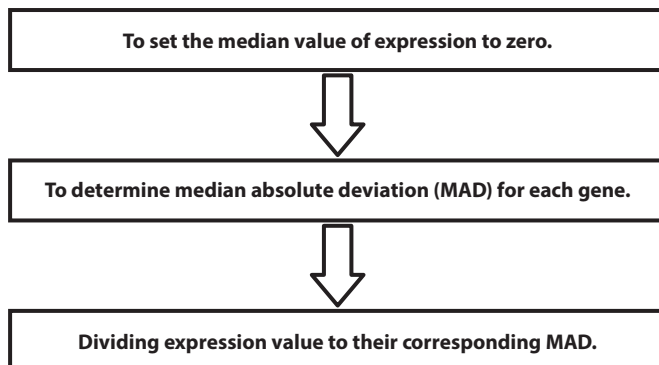 To set the median value of expression to zero.
To determine median absolute deviation (MAD) for each gene.
Dividing expression value to their corresponding MAD.